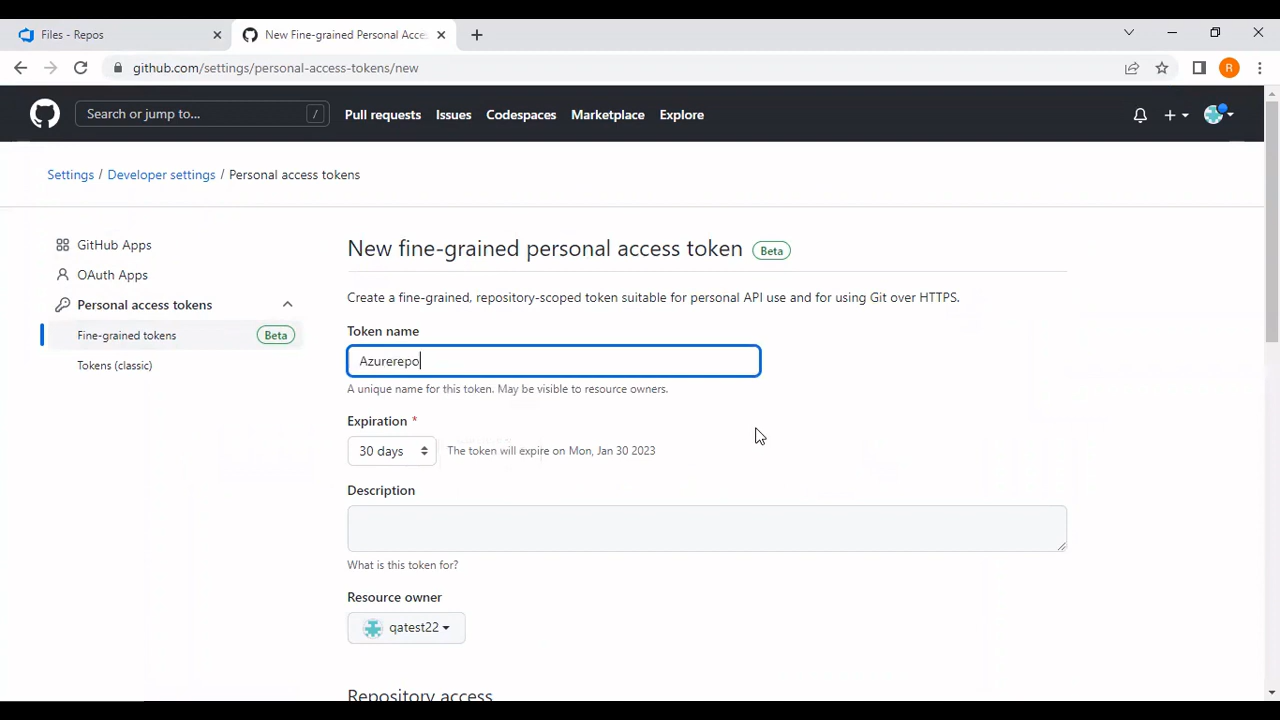 Files - Repos
New Fine-grained Personal Acce
github.com/settings/personal-access-tokens/new
R
Search or jump to...
/
Pull requests
Issues
Codespaces
Marketplace
Explore
Settings / Developer settings / Personal access tokens
GitHub Apps
OAuth Apps
Personal access tokens
Fine-grained tokens
Beta
Tokens (classic)
New fine-grained personal access token
Beta
Create a fine-grained, repository-scoped token suitable for personal API use and for using Git over HTTPS.
Token name
Azurerepo
A unique name for this token. May be visible to resource owners.
Expiration *
30 days
The token will expire on Mon, Jan 30 2023
Description
What is this token for?
Resource owner
qatest22
Repository access